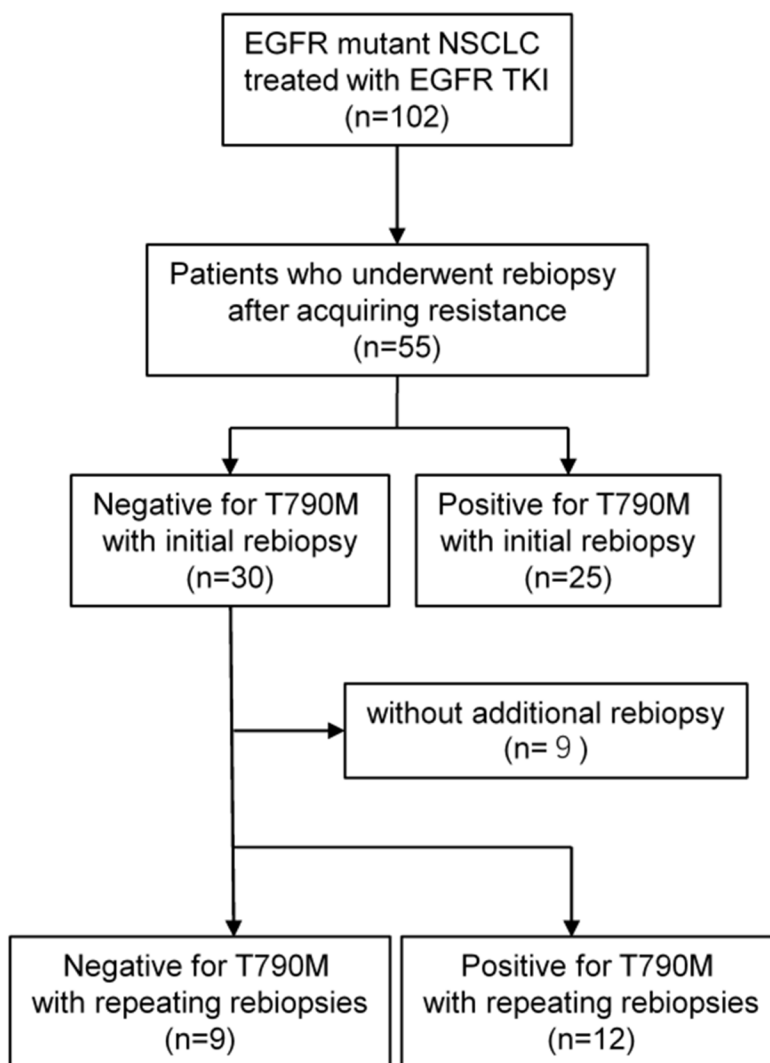 EGFR mutant NSCLC
treated with EGFR TKI
(n=102)
Patients who underwent rebiopsy
after acquiring resistance
(n=55)
Negative for T790M
with initial rebiopsy
(n=30)
Positive for T790M
with initial rebiopsy
(n=25)
without additional rebiopsy
(n= 9 )
Negative for T790M
with repeating rebiopsies
(n=9)
Positive for T790M
with repeating rebiopsies
(n=12)